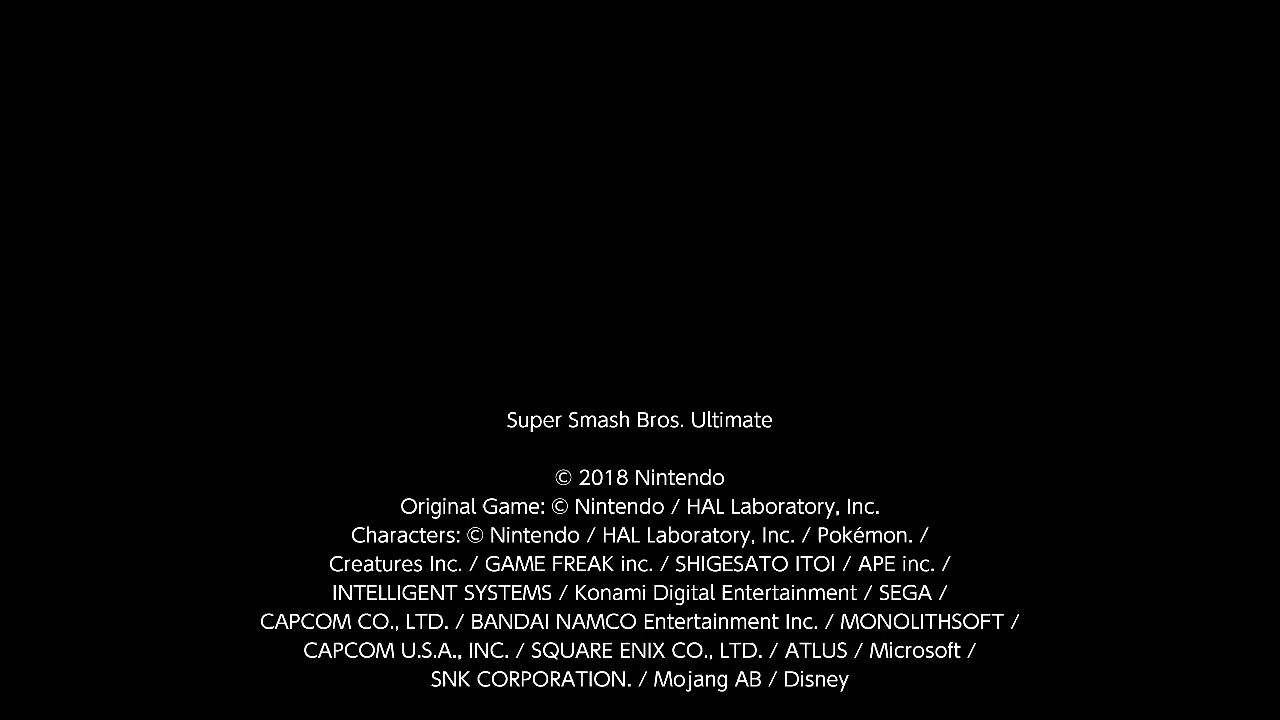 Super Smash Bros. Ultimate
© 2018 Nintendo
Original Game: © Nintendo / HAL Laboratory, Inc.
Characters: © Nintendo / HAL Laboratory, Inc. / Pokémon. /
Creatures Inc. / GAME FREAK inc. / SHIGESATO ITOI / APE inc. /
INTELLIGENT SYSTEMS / Konami Digital Entertainment / SEGA /
CAPCOM CO., LTD. / BANDAI NAMCO Entertainment Inc. / MONOLITHSOFT /
CAPCOM U.S.A., INC. / SQUARE ENIX CO., LTD. / ATLUS / Microsoft /
SNK CORPORATION. / Mojang AB / Disney